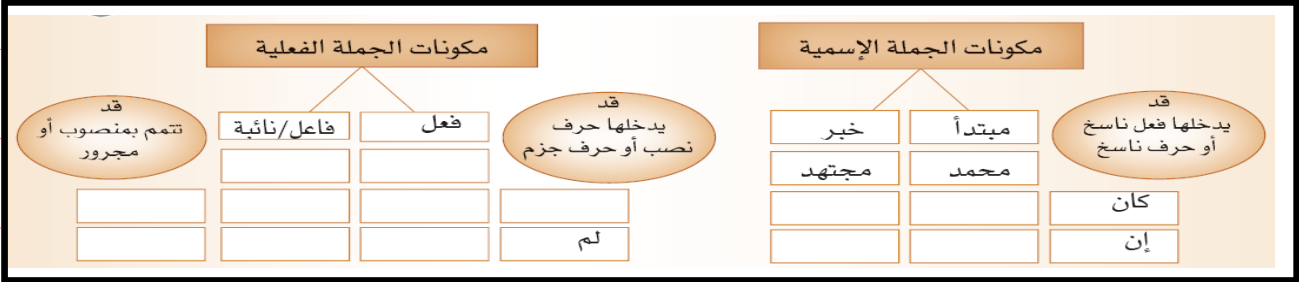 مكونات الجملة الإسمية
قد
يدخلها فعل ناسخ
أو حرف ناسخ
مبتدأ
خبر
محمد
مجتهد
كان
إن
مكونات الجملة الفعلية
قد
يدخلها حرف
نصب أو حرف جزم
فعل
فاعل/نائبة
قد
تتمم بمنصوب أو
مجرور
لم